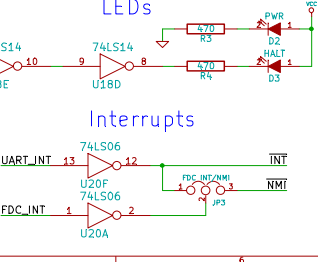 LEDs
VCC
PWR
470
2 1
R3
D2
S14
74LS14
HALT
10 9 8
470
2 1
R4
D3
8E
U18D
Interrupts
74LS06
UART_INT 13 12
INT
U20F
FDC_INT/NMI
1 3
NMI
74LS06
2
JP3
FDC_INT 1 2
U20A
6